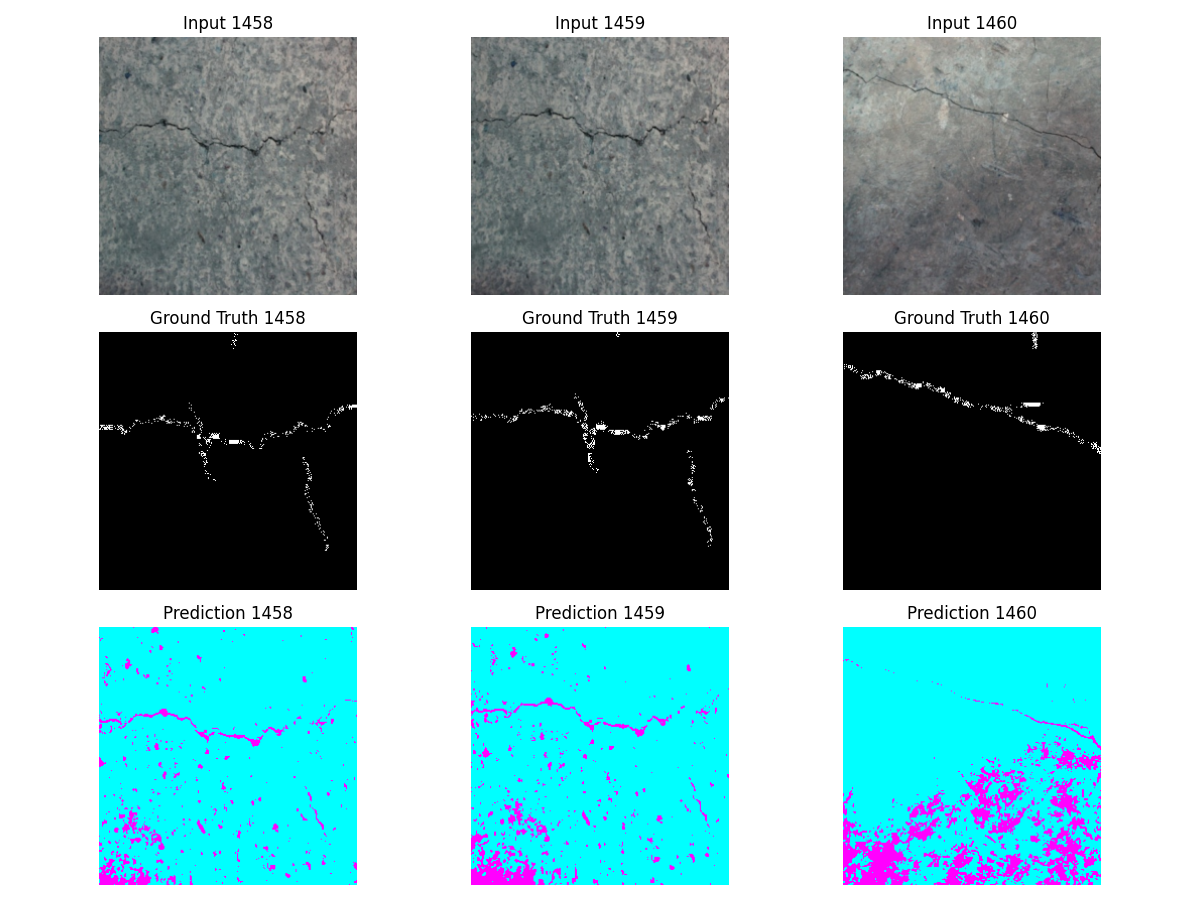 Input 1458
Input 1459
Input 1460
Ground Truth 1458
Ground Truth 1459
Ground Truth 1460
Prediction 1458
Prediction 1459
Prediction 1460